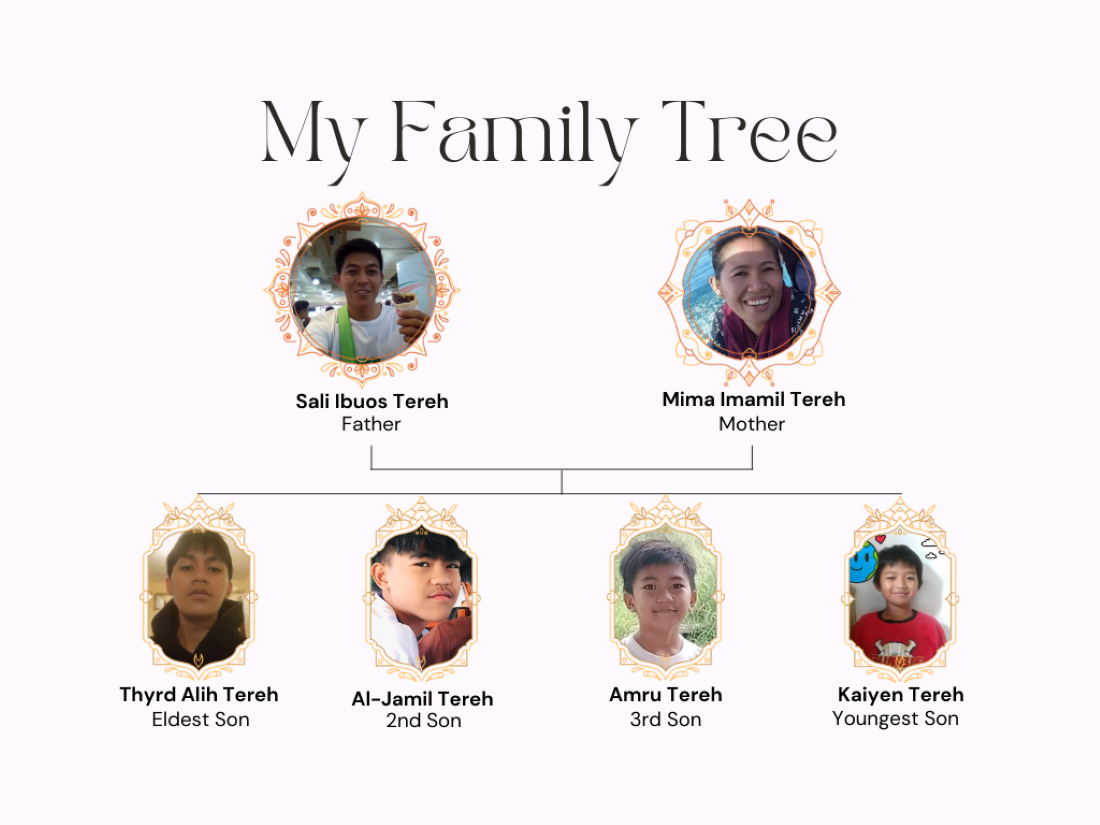 My Family Tree
Sali Ibuos Tereh
Father
Mima Imamil Tereh
Mother
Thyrd Alih Tereh
Eldest Son
Al-Jamil Tereh
2nd Son
Amru Tereh
3rd Son
Kaiyen Tereh
Youngest Son